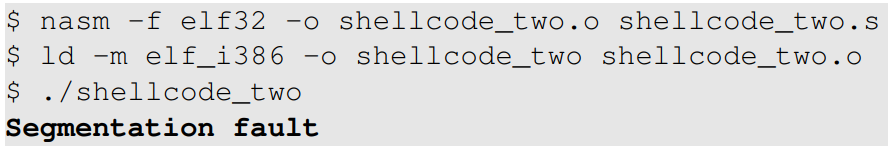 $ nasm -f elf32 -o shellcode_two.o shellcode_two.s
$ ld -m elf_i386 -o shellcode_two shellcode_two.o
$ ./shellcode_two
Segmentation fault